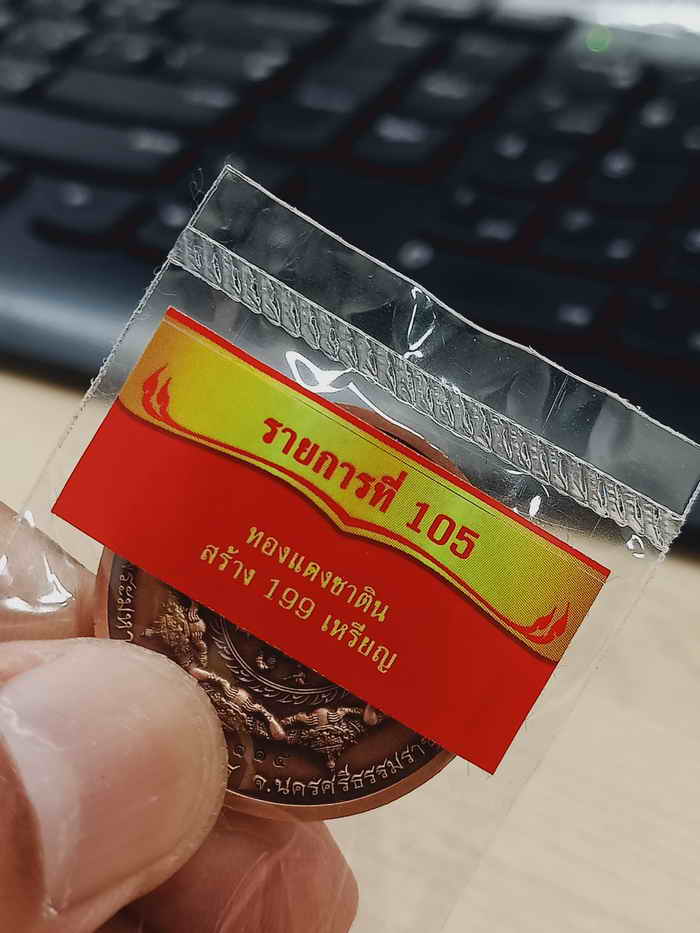 รายการที่ 105
ทองแดงซาติน
สร้าง 199 เหรียญ
จ.นครศรีธรรมรา